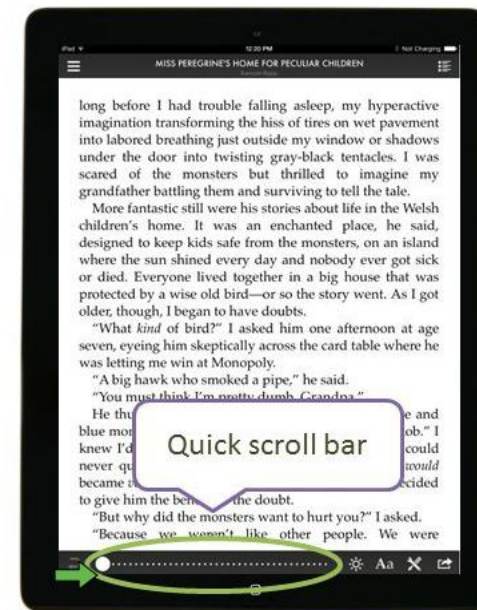 iPad
12:20 PM
Not Charging
MISS PEREGRINE'S HOME FOR PECULIAR CHILDREN
Ransom Riggs
long before I had trouble falling asleep, my hyperactive
imagination transforming the hiss of tires on wet pavement
into labored breathing just outside my window or shadows
under the door into twisting gray-black tentacles. I was
scared of the monsters but thrilled to imagine my
grandfather battling them and surviving to tell the tale.
More fantastic still were his stories about life in the Welsh
children's home. It was an enchanted place, he said,
designed to keep kids safe from the monsters, on an island
where the sun shined every day and nobody ever got sick
or died. Everyone lived together in a big house that was
protected by a wise old bird—or so the story went. As I got
older, though, I began to have doubts.
"What kind of bird?" I asked him one afternoon at age
seven, eyeing him skeptically across the card table where he
was letting me win at Monopoly.
"A big hawk who smoked a pipe," he said.
"You must think I'm pretty dumb, Grandpa."
He thu e and
blue mon ob." I
knew I'd could
never qu would
became ecided
to give him the ben the doubt.
"But why did the monsters want to hurt you?" I asked.
"Because we weren't like other people. We were
Quick scroll bar
Aa